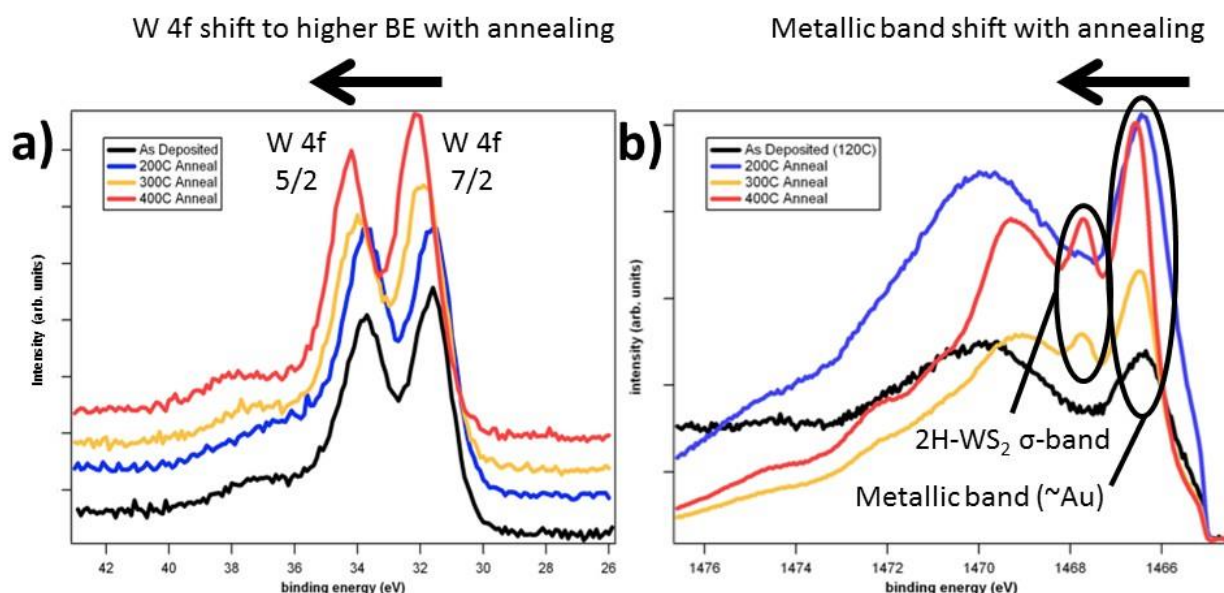 W 4f shift to higher BE with annealing
Metallic band shift with annealing
a)
As Deposited
200C Anneal
300C Anneal
400C Anneal
W 4f
5/2
W 4f
7/2
Intensity (arb. units)
42 40 38 36 34 32 30 28 26
binding energy (eV)
b)
As Deposited (120C)
200C Anneal
300C Anneal
400C Anneal
2H-WS₂ σ-band
Metallic band (~Au)
intensity (arb. units)
1476 1474 1472 1470 1468 1466
binding energy (eV)